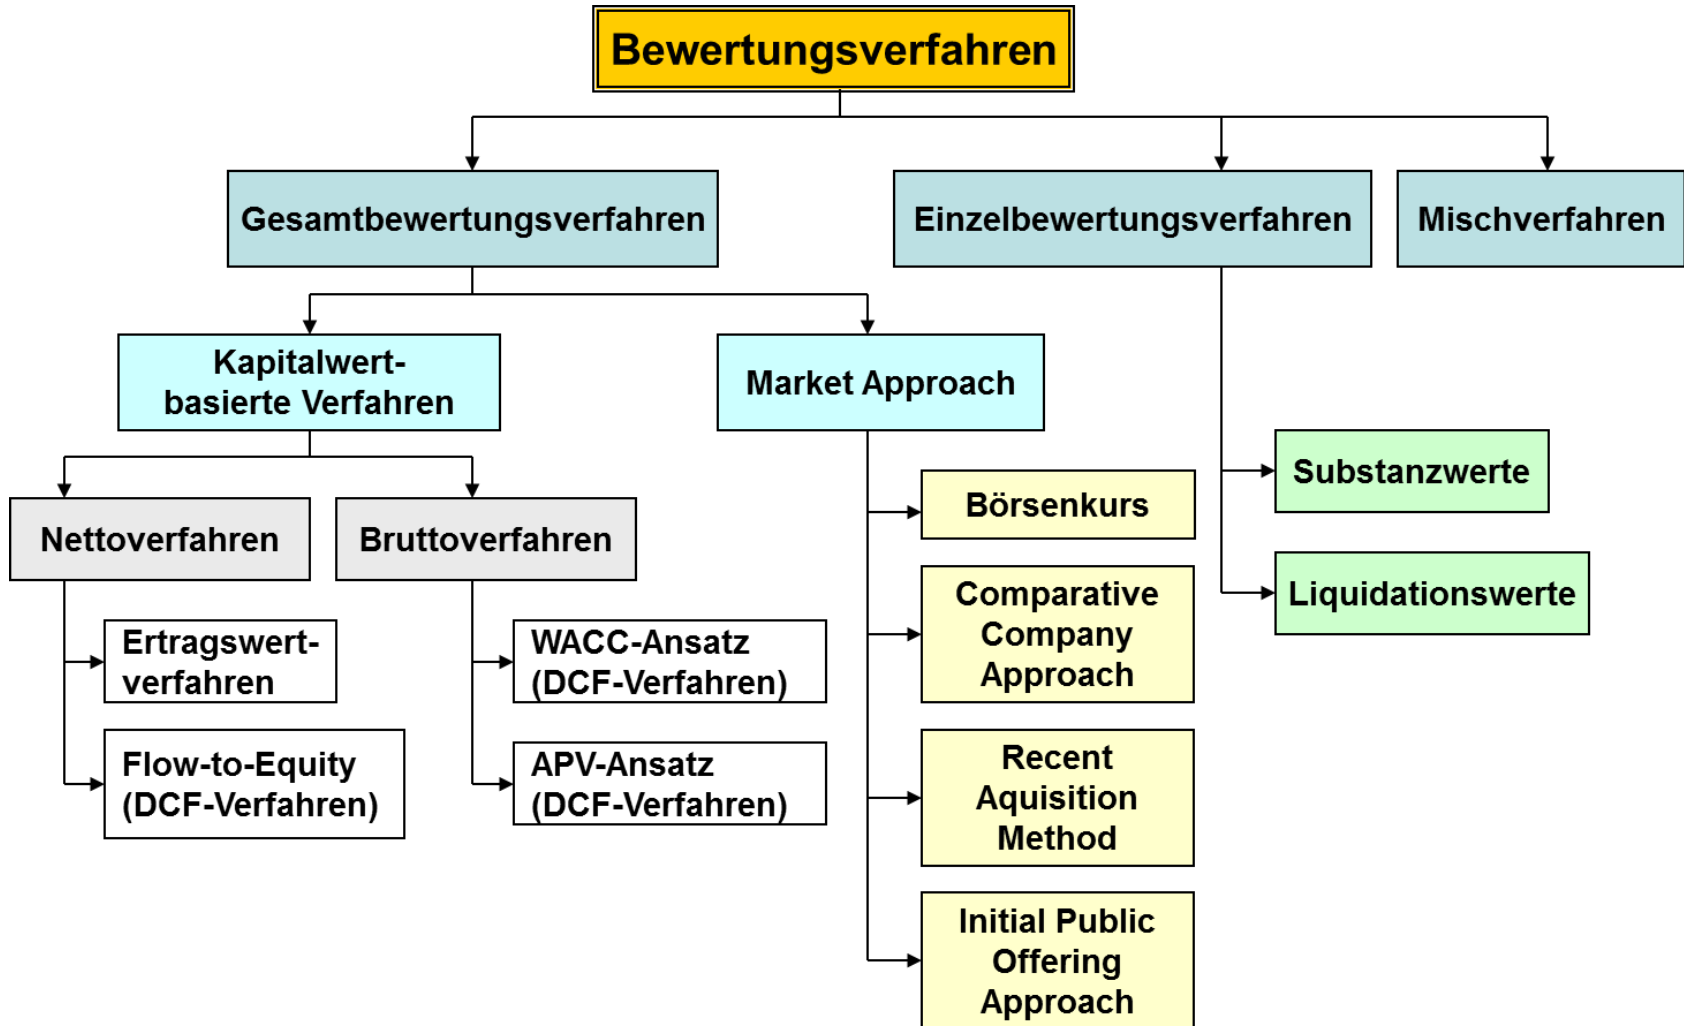 Bewertungsverfahren
Gesamtbewertungsverfahren
Einzelbewertungsverfahren
Mischverfahren
Kapitalwert-
basierte Verfahren
Market Approach
Nettoverfahren
Bruttoverfahren
Ertragswert-
verfahren
Flow-to-Equity
(DCF-Verfahren)
WACC-Ansatz
(DCF-Verfahren)
APV-Ansatz
(DCF-Verfahren)
Börsenkurs
Comparative
Company
Approach
Recent
Aquisition
Method
Initial Public
Offering
Approach
Substanzwerte
Liquidationswerte